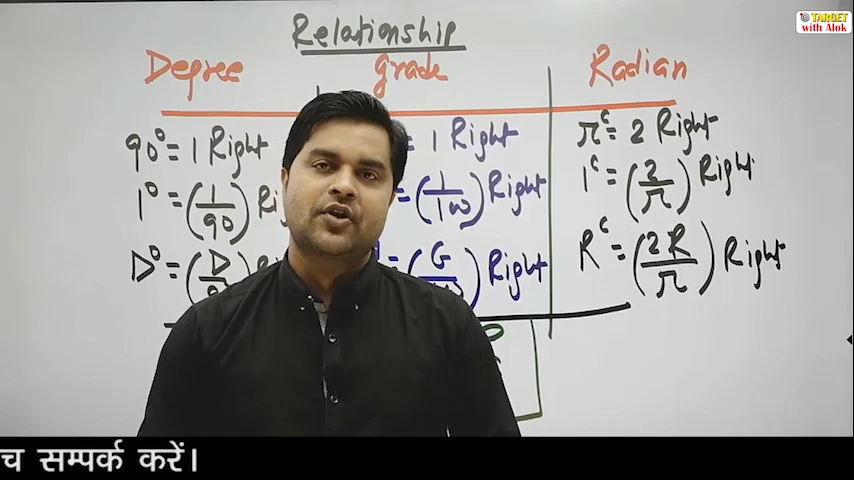 TARGET
with Alok
Relationship
Degree Grade Radian
90° = 1 Right = 1 Right π^c = 2 Right
1° = (1/90) Ri = (1/100) Right 1^c = (2/π) Right
D° = (D = (G Right R^c = (2R/π) Right
च सम्पर्क करें।